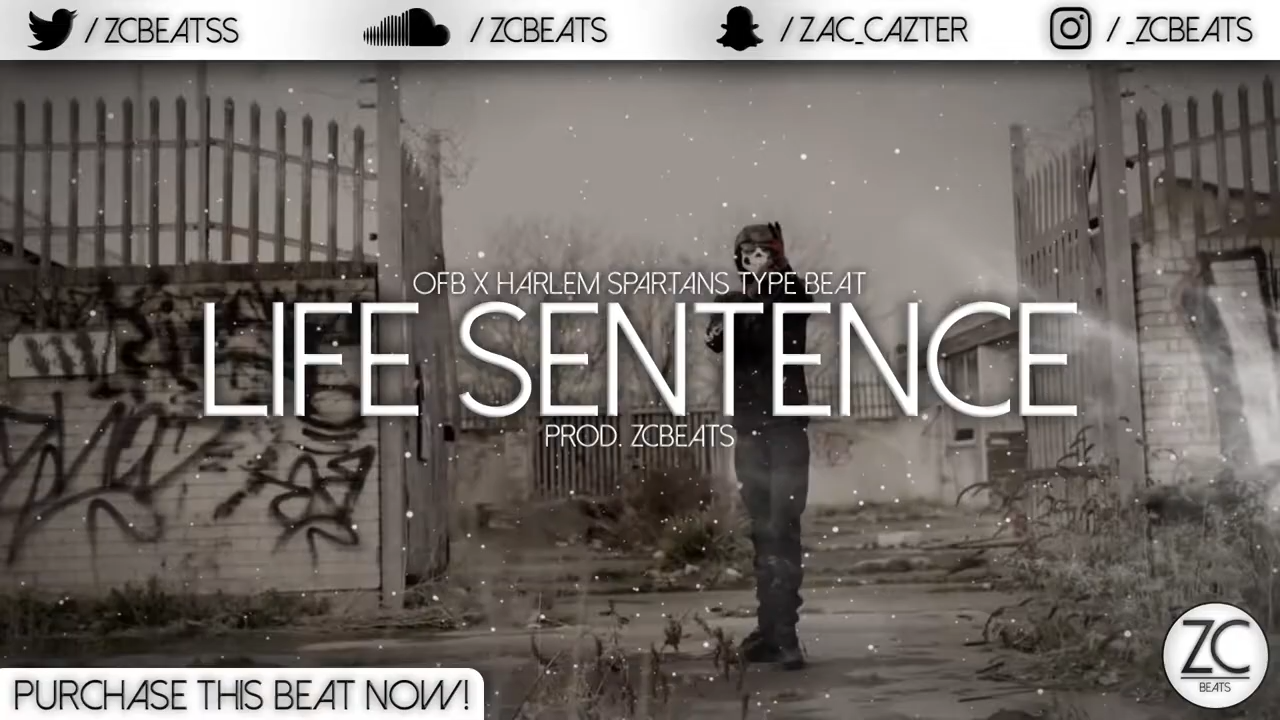 / ZCBEATSS
/ ZCBEATS
/ ZAC_CAZTER
/ _ZCBEATS
OFB X HARLEM SPARTANS TYPE BEAT
LIFE SENTENCE
PROD. ZCBEATS
PURCHASE THIS BEAT NOW!
ZC
BEATS